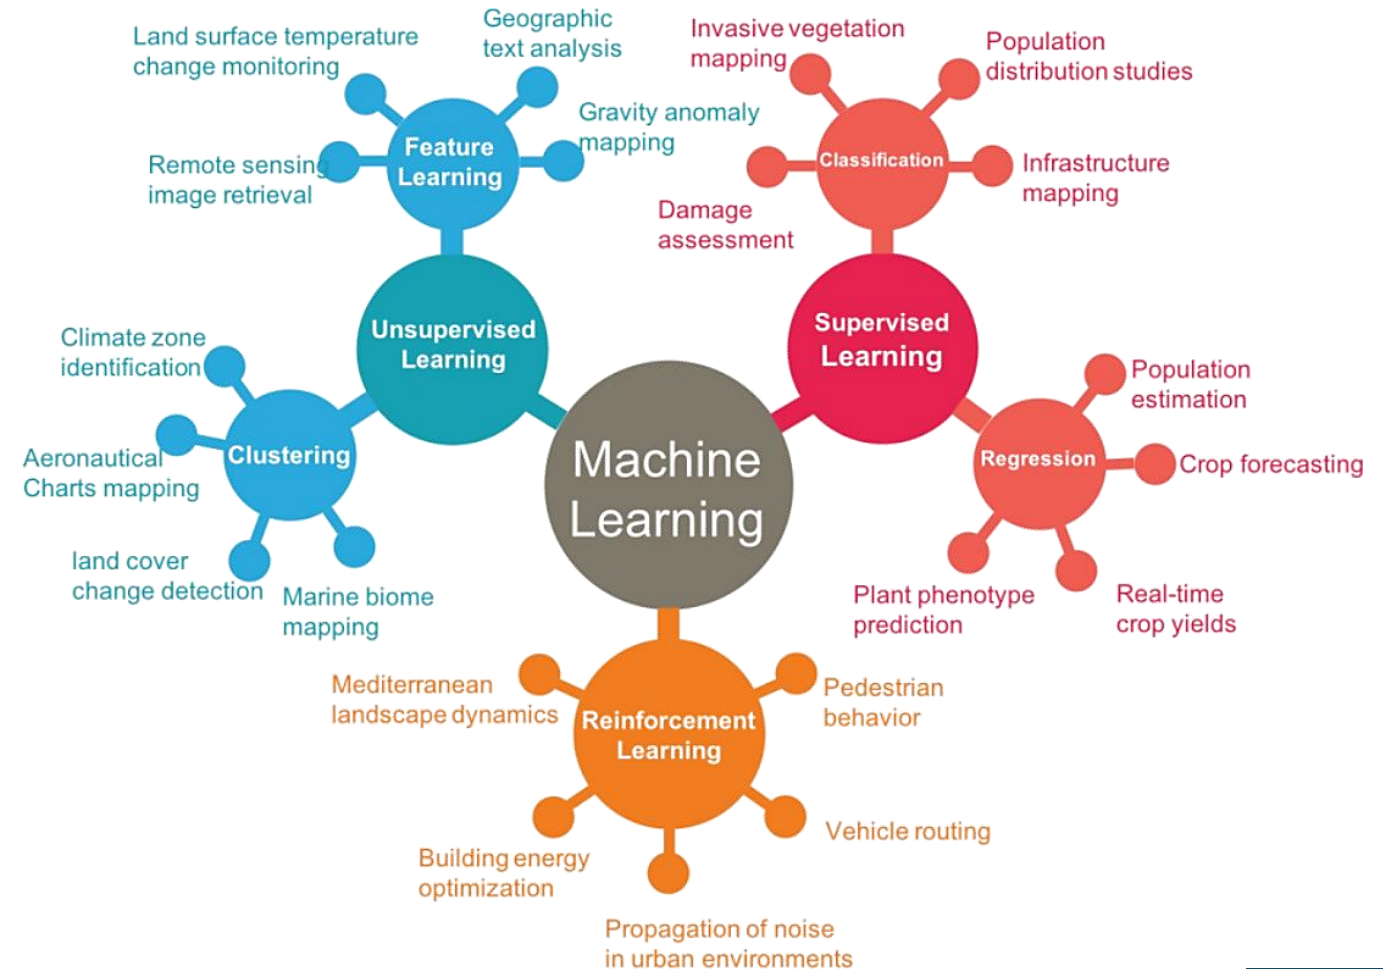 Land surface temperature
change monitoring
Geographic
text analysis
Gravity anomaly
mapping
Remote sensing
image retrieval
Feature
Learning
Invasive vegetation
mapping
Population
distribution studies
Infrastructure
mapping
Damage
assessment
Classification
Unsupervised
Learning
Supervised
Learning
Climate zone
identification
Aeronautical
Charts mapping
land cover
change detection
Marine biome
mapping
Clustering
Machine
Learning
Population
estimation
Crop forecasting
Real-time
crop yields
Plant phenotype
prediction
Regression
Mediterranean
landscape dynamics
Reinforcement
Learning
Pedestrian
behavior
Vehicle routing
Building energy
optimization
Propagation of noise
in urban environments